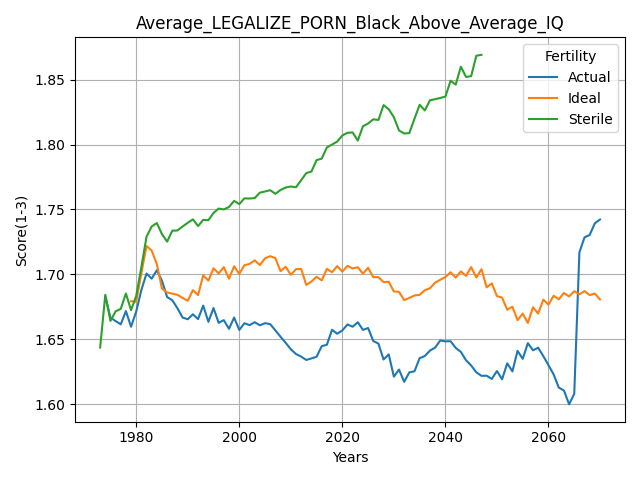 Average_LEGALIZE_PORN_Black_Above_Average_IQ
Fertility
Actual
Ideal
Sterile
Score(1-3)
1.85
1.80
1.75
1.70
1.65
1.60
1980 2000 2020 2040 2060
Years